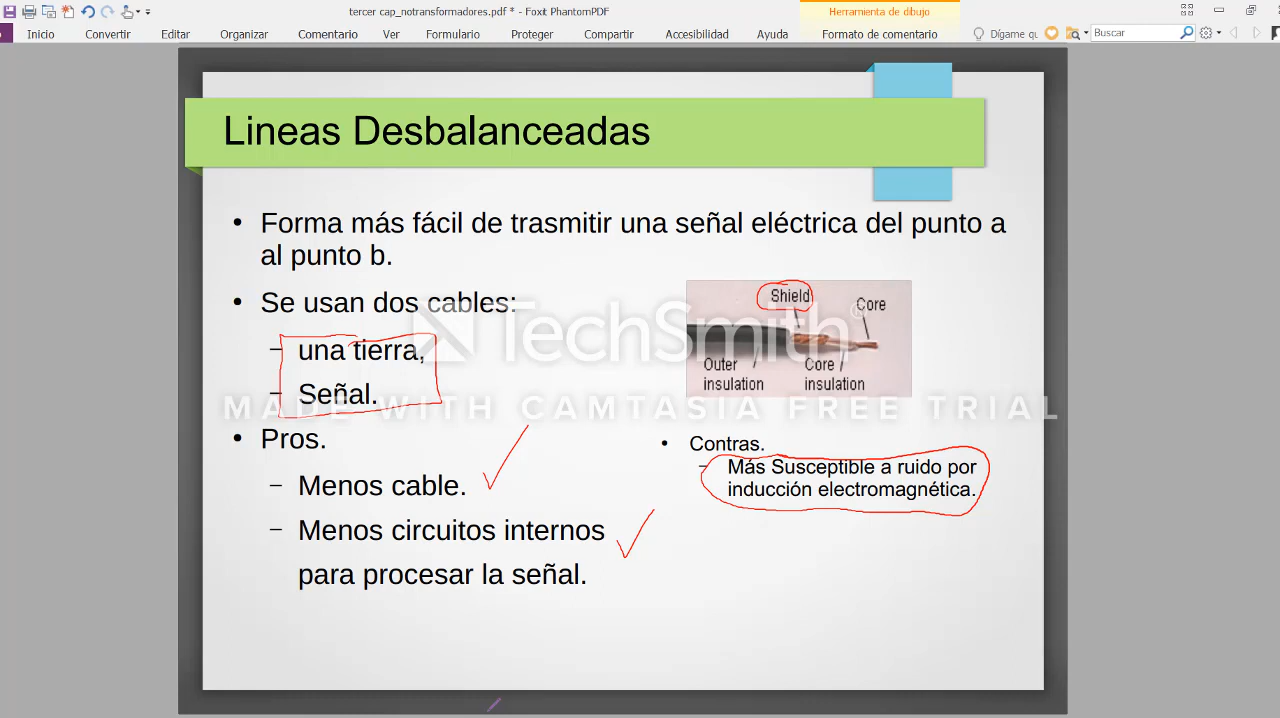 tercer cap_notransformadores.pdf * - Foxit PhantomPDF
Herramienta de dibujo
Inicio Convertir Editar Organizar Comentario Ver Formulario Proteger Compartir Accesibilidad Ayuda Formato de comentario Dígame qu Buscar
Lineas Desbalanceadas
• Forma más fácil de trasmitir una señal eléctrica del punto a
al punto b.
• Se usan dos cables:
– una tierra,
– Señal.
• Pros.
– Menos cable.
– Menos circuitos internos
para procesar la señal.
Shield
Core
Outer
insulation
Core
insulation
• Contras.
– Más Susceptible a ruido por
inducción electromagnética.
TechSmith®
MADE WITH CAMTASIA FREE TRIAL